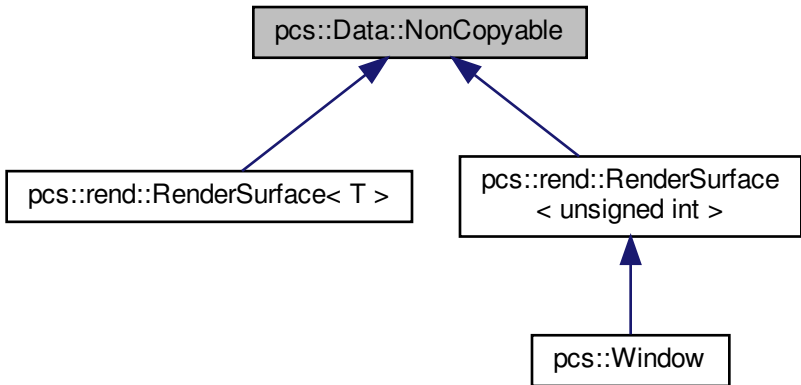 pcs::Data::NonCopyable
pcs::rend::RenderSurface< T >
pcs::rend::RenderSurface
< unsigned int >
pcs::Window